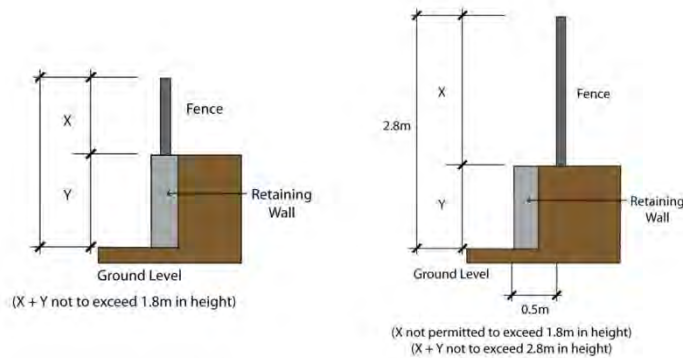 X
Fence
Y
Retaining
Wall
Ground Level
(X + Y not to exceed 1.8m in height)
X
2.8m
Fence
Y
Retaining
Wall
Ground Level
0.5m
(X not permitted to exceed 1.8m in height)
(X + Y not to exceed 2.8m in height)